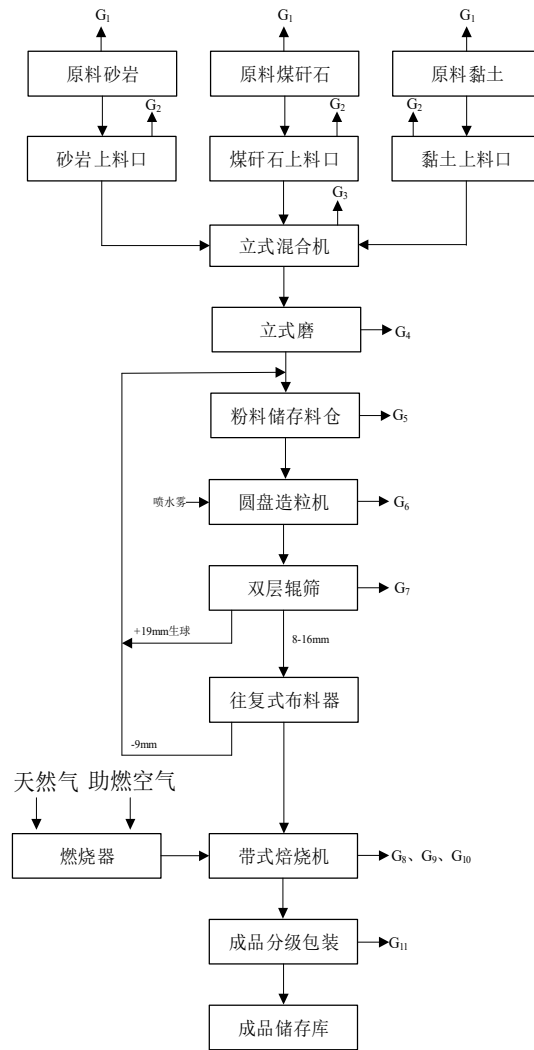 G₁ G₁ G₁
原料砂岩 原料煤矸石 原料黏土
G₂ G₂ G₂
砂岩上料口 煤矸石上料口 黏土上料口
G₃
立式混合机
立式磨 G₄
粉料储存料仓 G₅
喷水雾 圆盘造粒机 G₆
双层辊筛 G₇
+19mm生球 8-16mm
往复式布料器
-9mm
天然气 助燃空气
燃烧器 带式焙烧机 G₈、G₉、G₁₀
成品分级包装 G₁₁
成品储存库